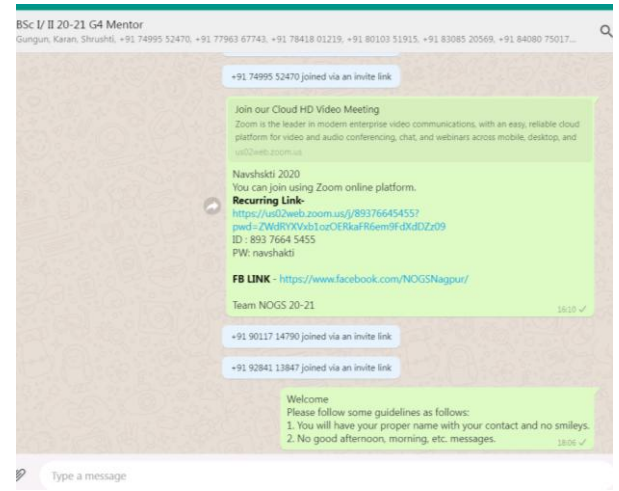 BSc I/ II 20-21 G4 Mentor
Gungun, Karan, Shrushti, +91 74995 52470, +91 77963 67743, +91 78418 01219, +91 80103 51915, +91 83085 20569, +91 84080 75017...
+91 74995 52470 joined via an invite link
Join our Cloud HD Video Meeting
Zoom is the leader in modern enterprise video communications, with an easy, reliable cloud
platform for video and audio conferencing, chat, and webinars across mobile, desktop, and
us02web.zoom.us
Navshskti 2020
You can join using Zoom online platform.
Recurring Link-
https://us02web.zoom.us/j/89376645455?
pwd=ZWdRYXVxb1ozOERkaFR6em9FdXdDZz09
ID : 893 7664 5455
PW: navshakti
FB LINK - https://www.facebook.com/NOGSNagpur/
Team NOGS 20-21
16:10
+91 90117 14790 joined via an invite link
+91 92841 13847 joined via an invite link
Welcome
Please follow some guidelines as follows:
1. You will have your proper name with your contact and no smileys.
2. No good afternoon, morning, etc. messages.
18:06
Type a message